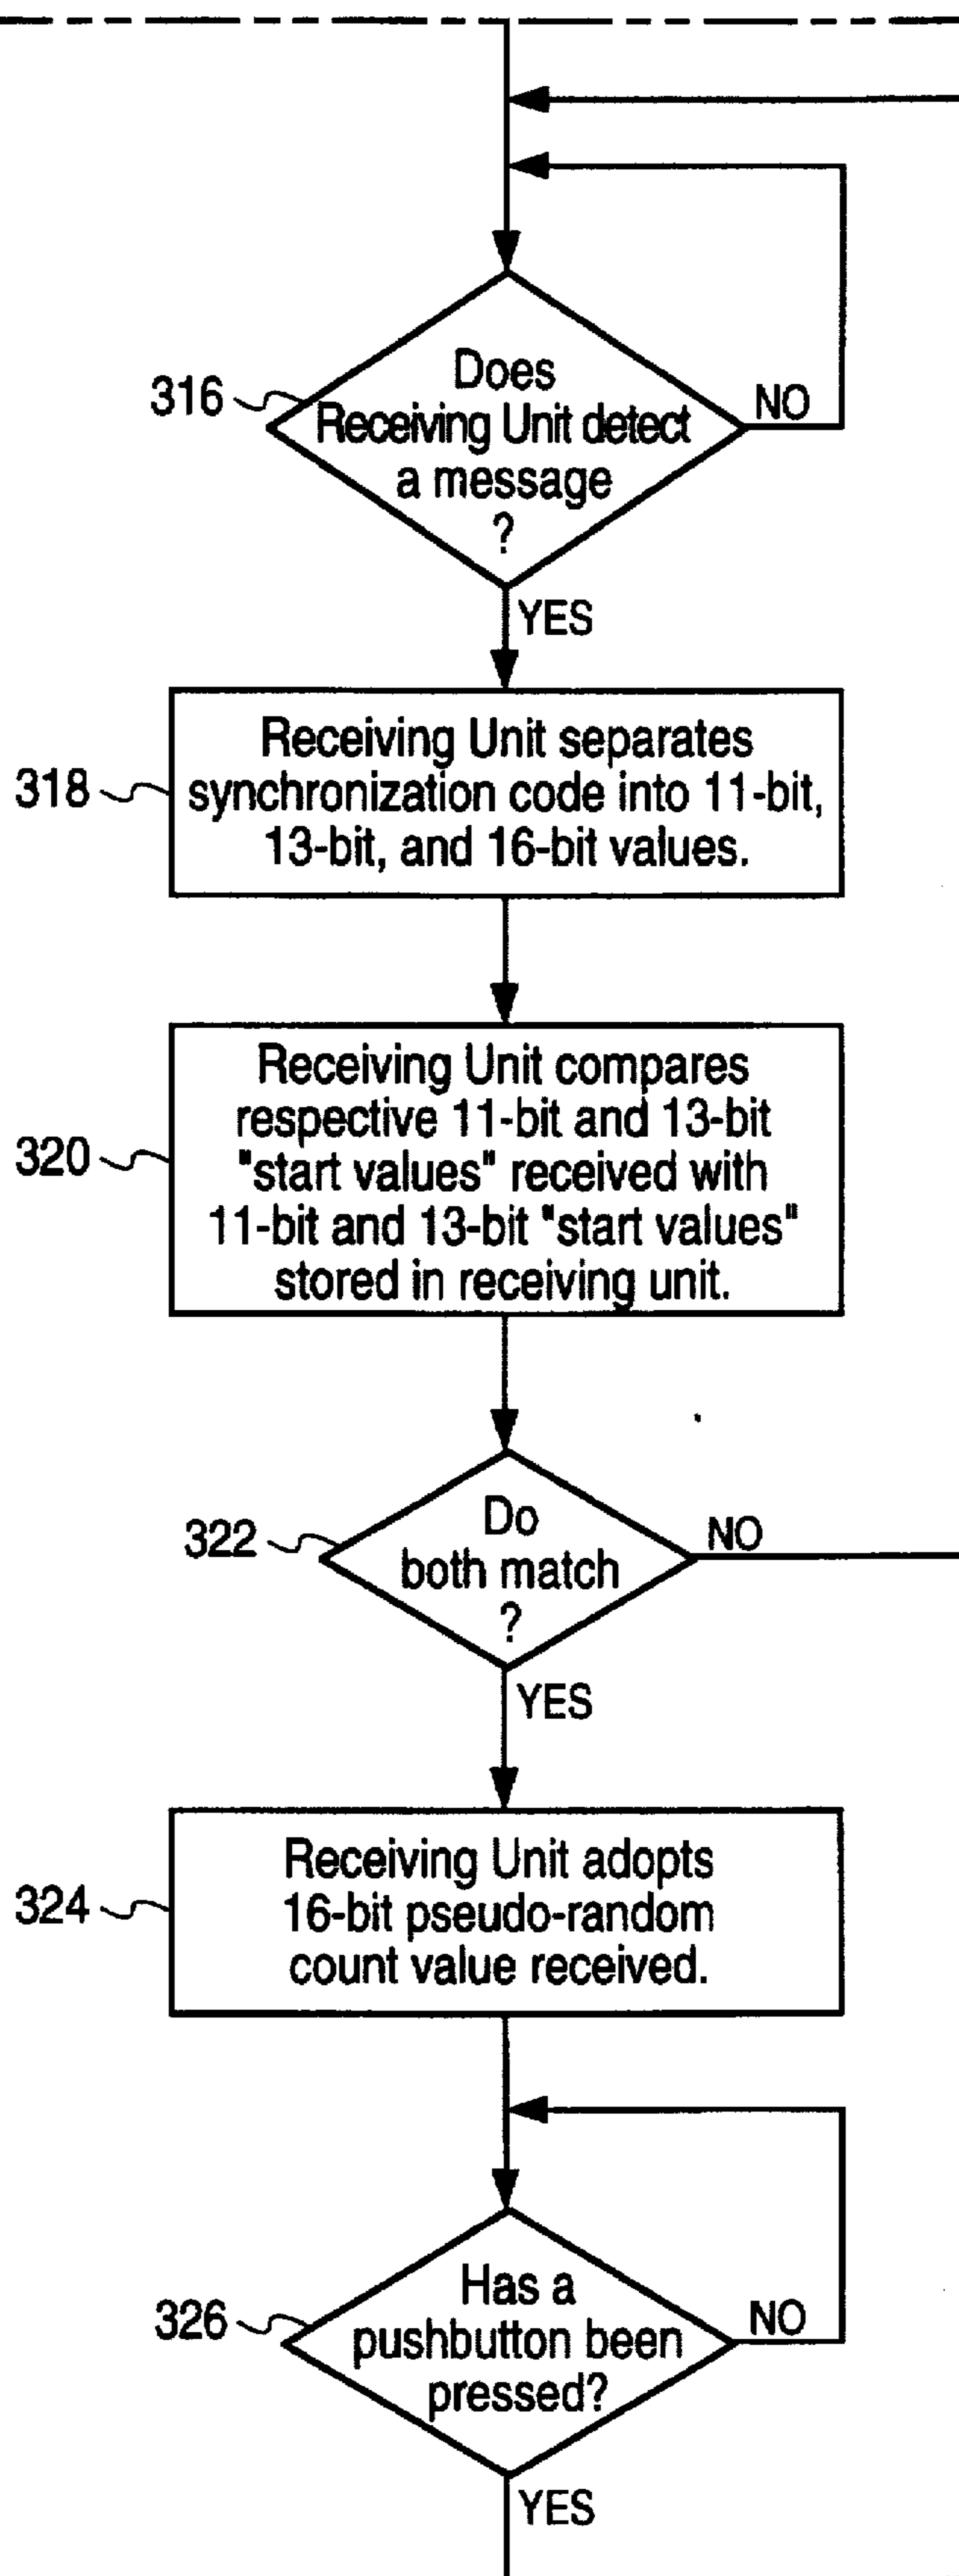 Does
316
Receiving Unit detect
NO
a message
?
YES
Receiving Unit separates
318
synchronization code into 11-bit,
13-bit, and 16-bit values.
Receiving Unit compares
respective 11-bit and 13-bit
320
"start values" received with
11-bit and 13-bit "start values"
stored in receiving unit.
Do
322
both match
NO
?
YES
Receiving Unit adopts
324
16-bit pseudo-random
count value received.
Has a
326
pushbutton been
NO
pressed?
YES